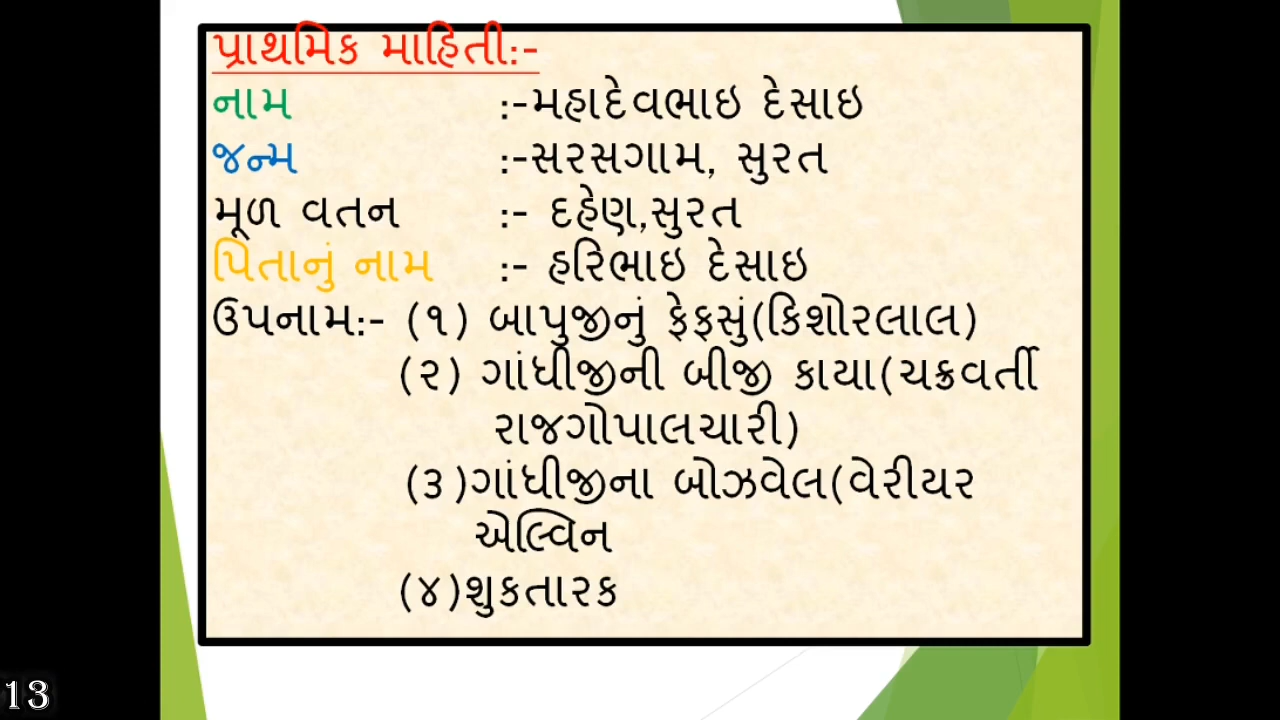 પ્રાથમિક માહિતી:-
નામ :-મહાદેવભાઇ દેસાઇ
જન્મ :-સરસગામ, સુરત
મૂળ વતન :- દહેણ,સુરત
પિતાનું નામ :- હરિભાઇ દેસાઇ
ઉપનામ:- (૧) બાપુજીનું ફેફસું(કિશોરલાલ)
(૨) ગાંધીજીની બીજી કાયા(ચક્રવર્તી
રાજગોપાલચારી)
(૩)ગાંધીજીના બોઝવેલ(વેરીયર
એલ્વિન
(૪)શુકતારક
13